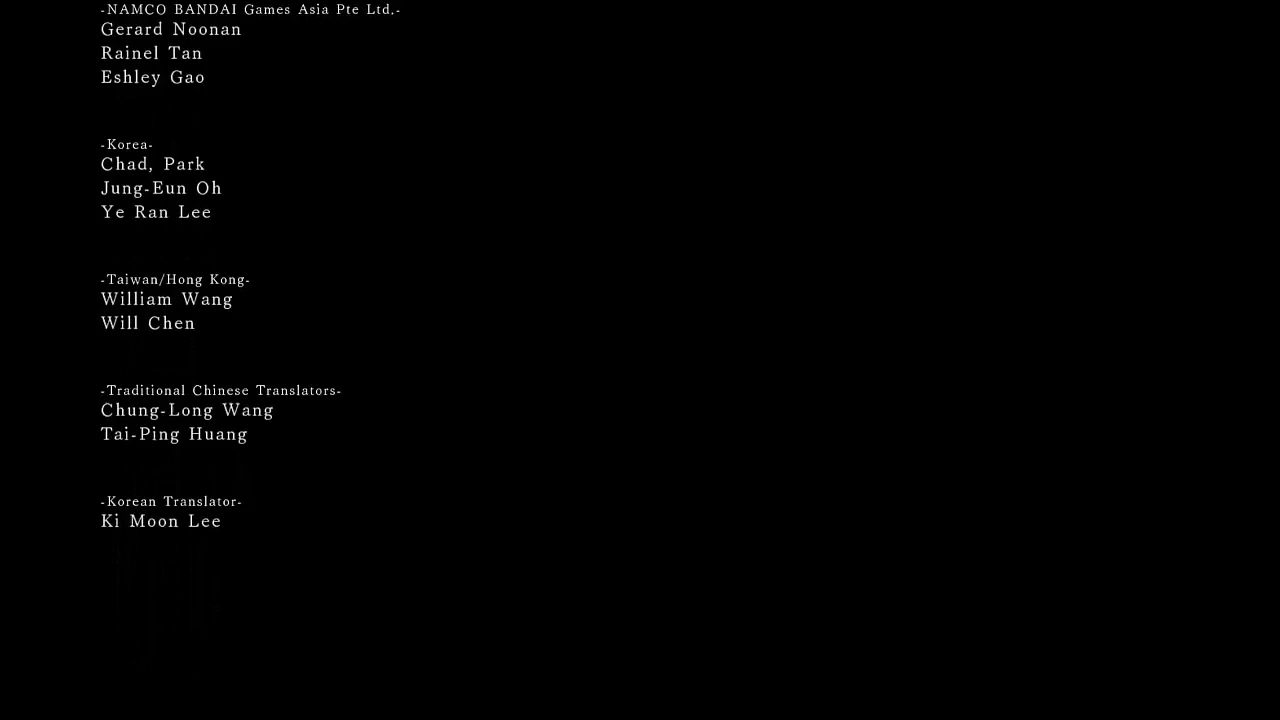 -NAMCO BANDAI Games Asia Pte Ltd.-
Gerard Noonan
Rainel Tan
Eshley Gao
-Korea-
Chad, Park
Jung-Eun Oh
Ye Ran Lee
-Taiwan/Hong Kong-
William Wang
Will Chen
-Traditional Chinese Translators-
Chung-Long Wang
Tai-Ping Huang
-Korean Translator-
Ki Moon Lee